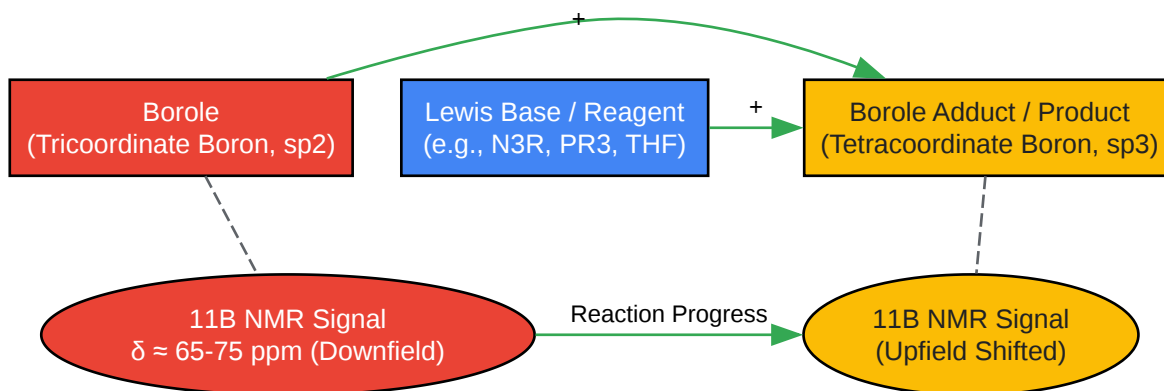 +
Borole
(Tricoordinate Boron, sp2)
Lewis Base / Reagent
(e.g., N3R, PR3, THF)
+
Borole Adduct / Product
(Tetracoordinate Boron, sp3)
11B NMR Signal
δ ≈ 65-75 ppm (Downfield)
Reaction Progress
11B NMR Signal
(Upfield Shifted)